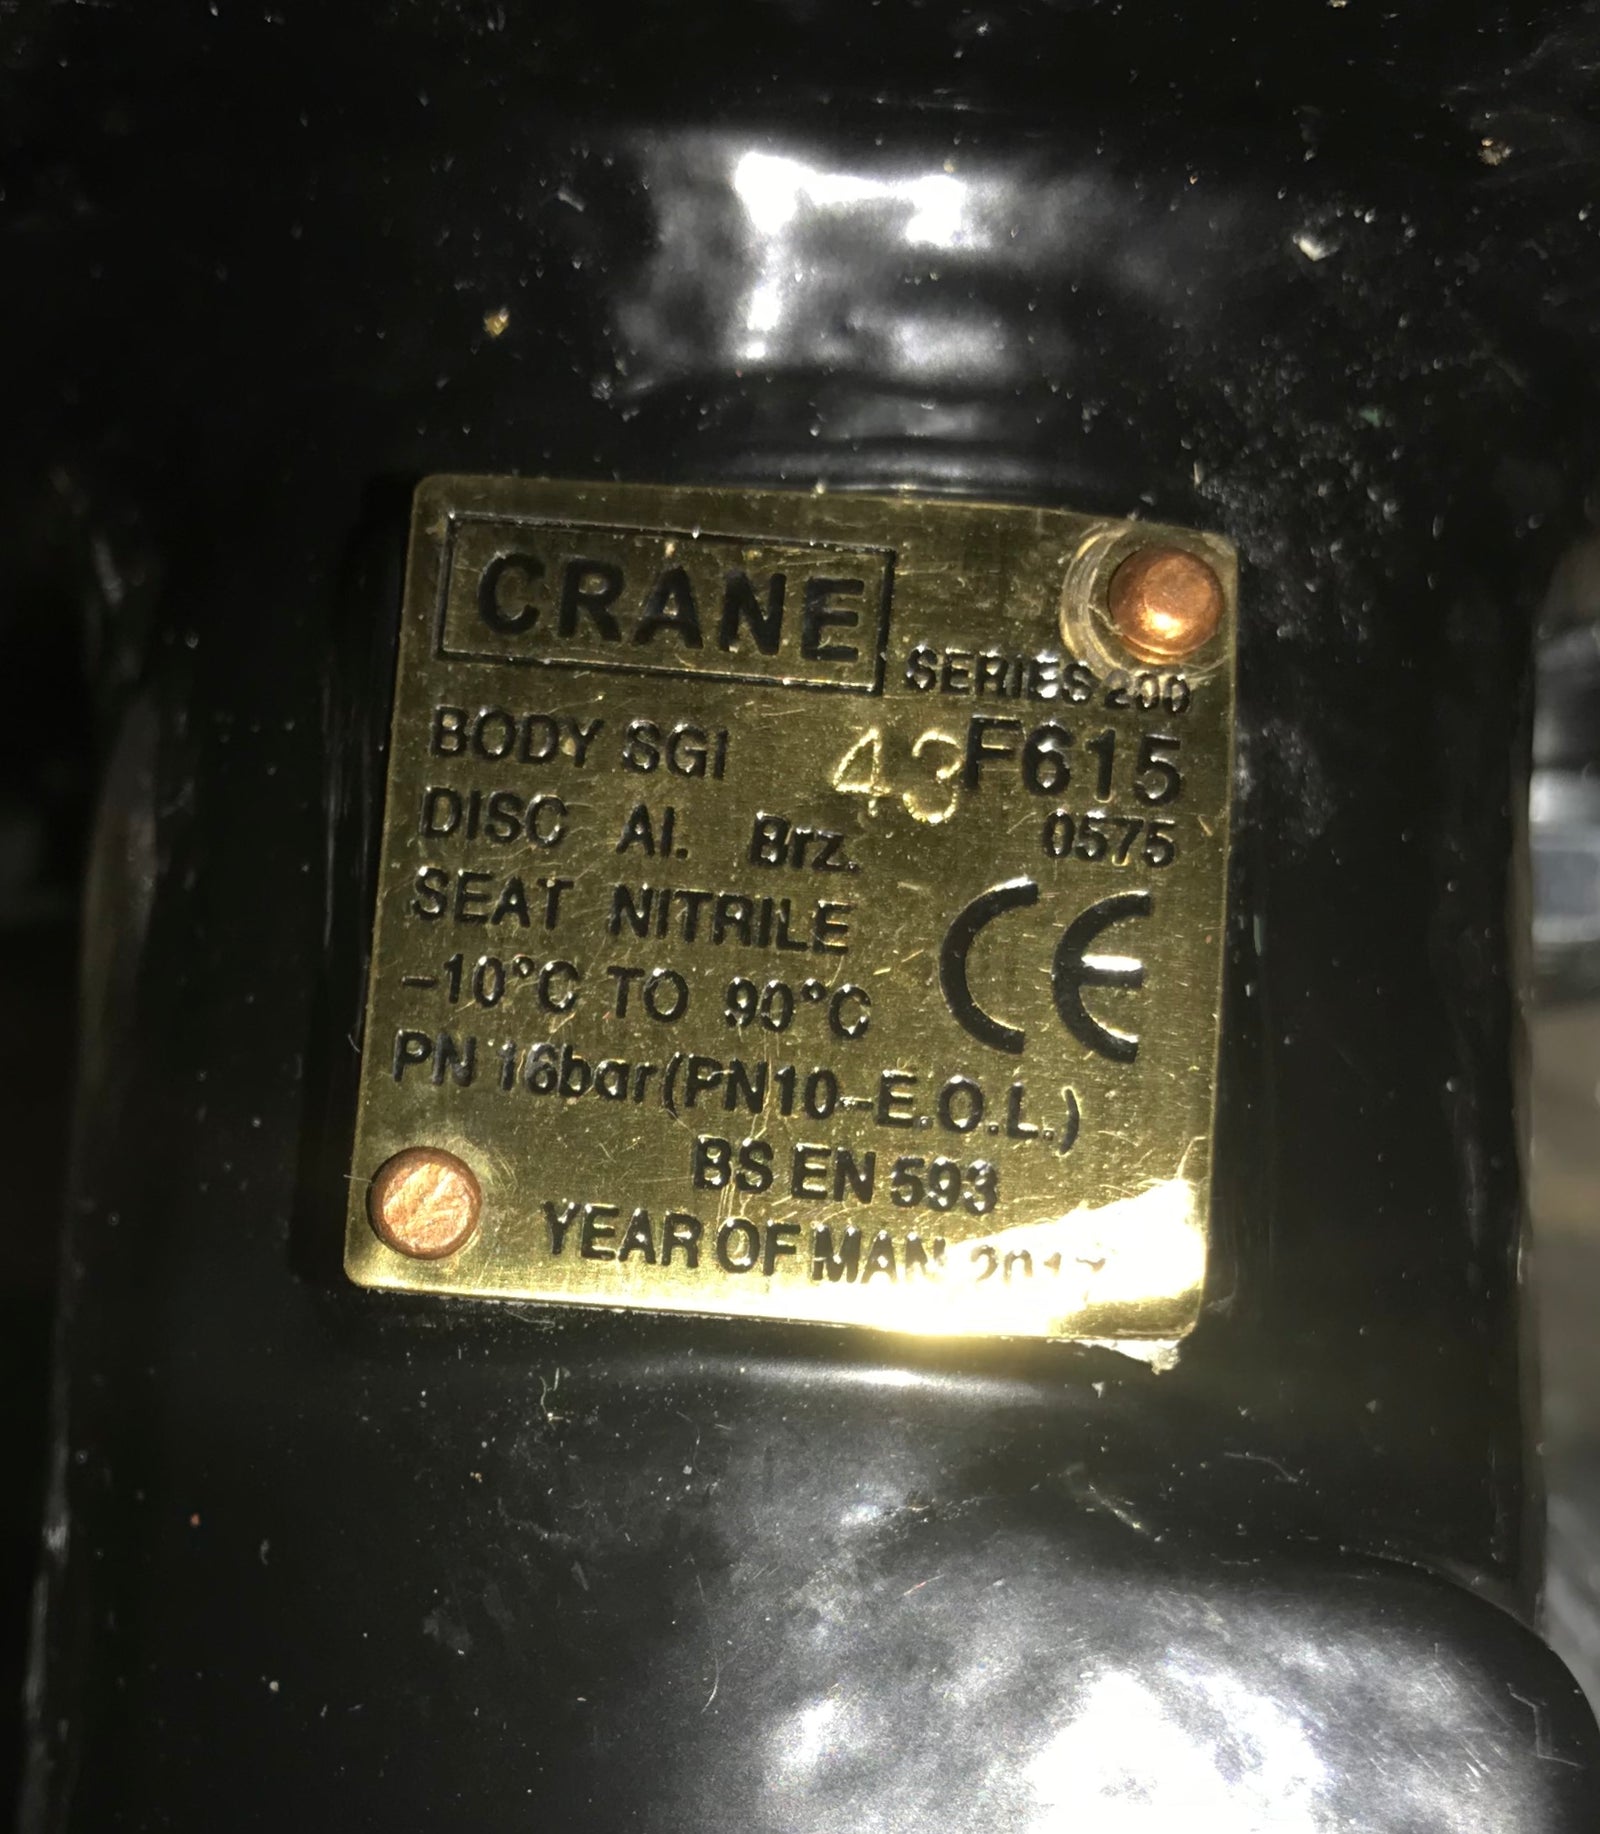 CRANE
SERIES 200
BODY SGI 43 F615
DISC Al. Brz. 0575
SEAT NITRILE
CE
-10°C TO 90°C
PN 16bar(PN10-E.O.L.)
BS EN 593
YEAR OF MAN 2017